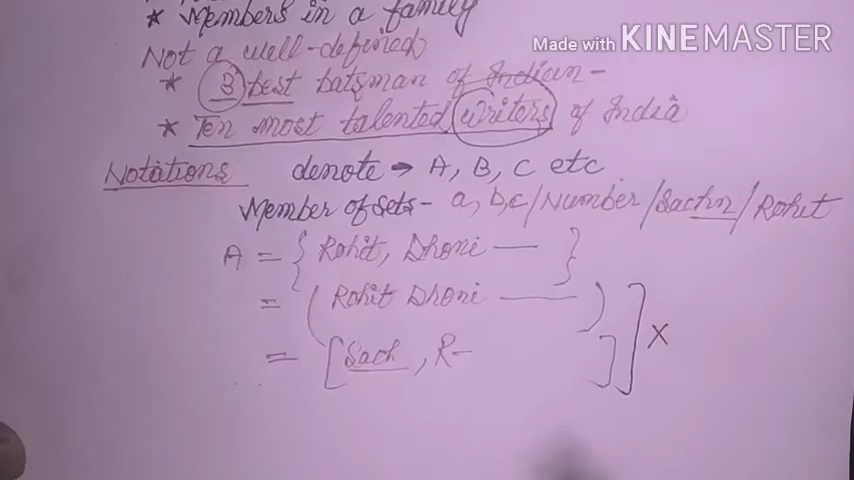 * Members in a family
Made with KINEMASTER
Not a well-defined
* 3 best batsman of Indian -
* Ten most talented writers of India
Notations denote → A, B, C etc
Member of sets - a, b, c / Number / Sachn / Rohit
A = { Rohit, Dhoni — }
= ( Rohit Dhoni — )
= [ Sach , R- ] ] X